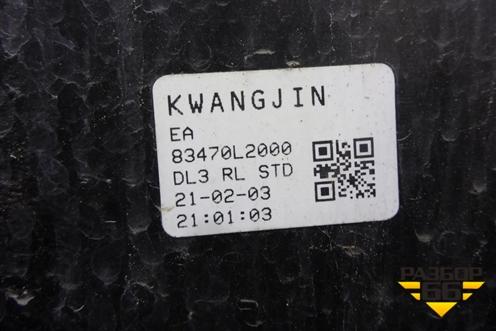 KWANGJIN
EA
83470L2000
DL3 RL STD
21-02-03
21:01:03
РАЗБОР
66